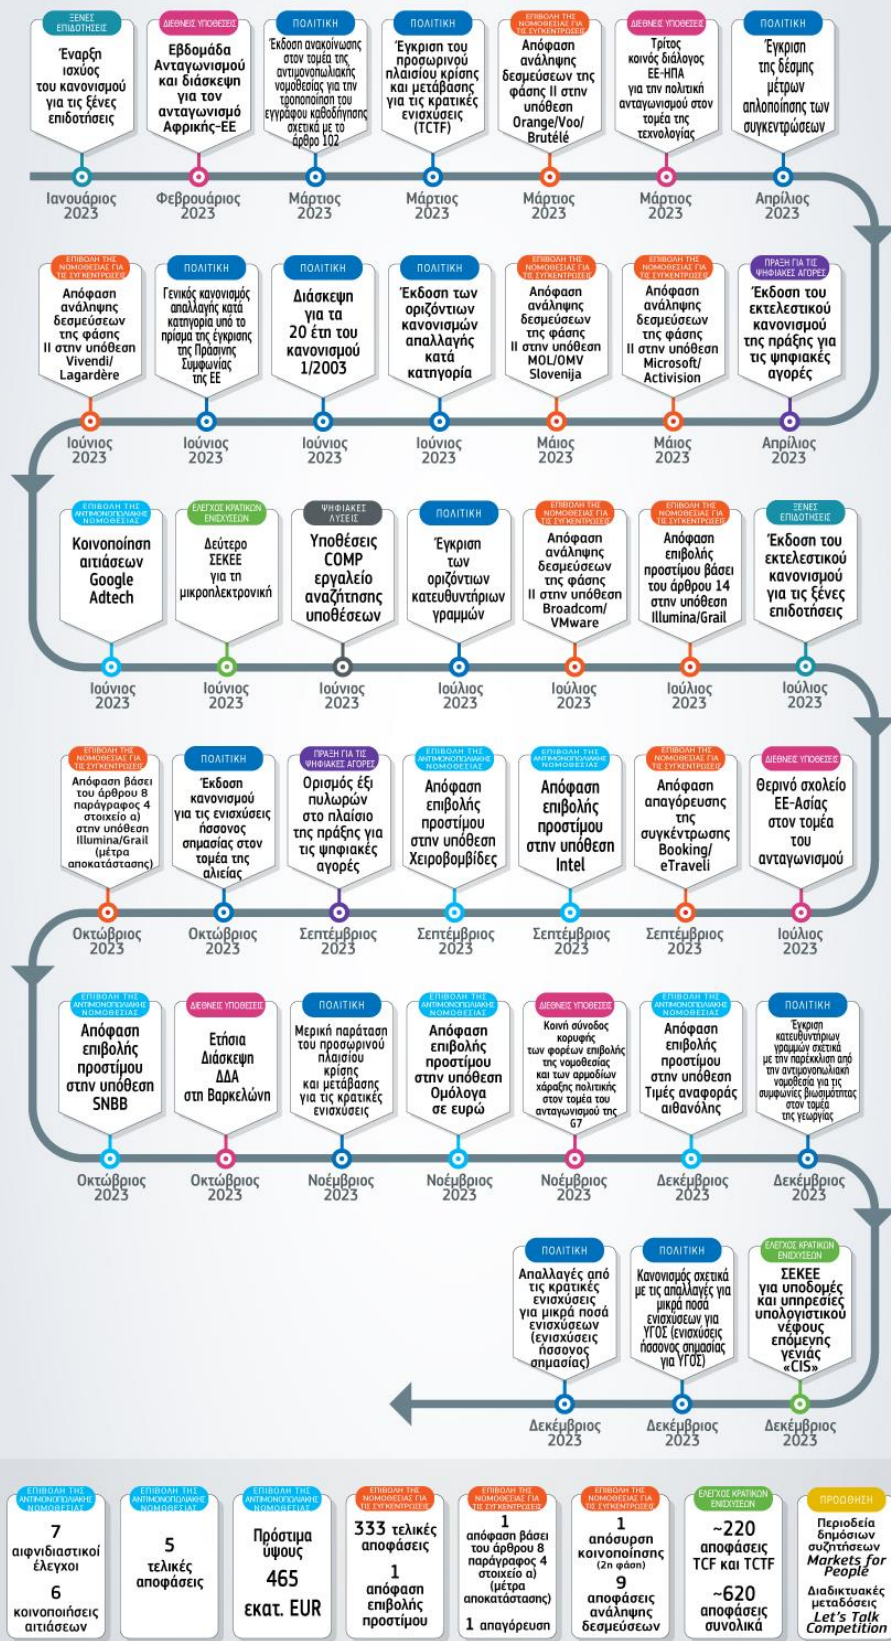 ΞΕΝΕΣ
ΕΠΙΔΟΤΗΣΕΙΣ
Έναρξη
ισχύος
του κανονισμού
για τις ξένες
επιδοτήσεις
Ιανουάριος
2023
ΔΙΕΘΝΕΙΣ ΥΠΟΘΕΣΕΙΣ
Εβδομάδα
Ανταγωνισμού
και διάσκεψη
για τον
ανταγωνισμό
Αφρικής-ΕΕ
Φεβρουάριος
2023
ΠΟΛΙΤΙΚΗ
Έκδοση ανακοίνωσης
στον τομέα της
αντιμονοπωλιακής
νομοθεσίας για την
τροποποίηση του
εγγράφου καθοδήγησης
σχετικά με το
άρθρο 102
Μάρτιος
2023
ΠΟΛΙΤΙΚΗ
Έγκριση του
προσωρινού
πλαισίου κρίσης
και μετάβασης
για τις κρατικές
ενισχύσεις
(TCTF)
Μάρτιος
2023
ΕΠΙΒΟΛΗ ΤΗΣ
ΝΟΜΟΘΕΣΙΑΣ ΓΙΑ
ΤΙΣ ΣΥΓΚΕΝΤΡΩΣΕΙΣ
Απόφαση
ανάληψης
δεσμεύσεων της
φάσης II στην
υπόθεση
Orange/Voo/
Brutélé
Μάρτιος
2023
ΔΙΕΘΝΕΙΣ ΥΠΟΘΕΣΕΙΣ
Τρίτος
κοινός διάλογος
ΕΕ-ΗΠΑ
για την πολιτική
ανταγωνισμού στον
τομέα της
τεχνολογίας
Μάρτιος
2023
ΠΟΛΙΤΙΚΗ
Έγκριση
της δέσμης
μέτρων
απλοποίησης των
συγκεντρώσεων
Απρίλιος
2023
ΕΠΙΒΟΛΗ ΤΗΣ
ΝΟΜΟΘΕΣΙΑΣ ΓΙΑ
ΤΙΣ ΣΥΓΚΕΝΤΡΩΣΕΙΣ
Απόφαση
ανάληψης
δεσμεύσεων
της φάσης
II στην υπόθεση
Vivendi/
Lagardère
Ιούνιος
2023
ΠΟΛΙΤΙΚΗ
Γενικός κανονισμός
απαλλαγής κατά
κατηγορία υπό το
πρίσμα της έγκρισης
της Πράσινης
Συμφωνίας
της ΕΕ
Ιούνιος
2023
ΠΟΛΙΤΙΚΗ
Διάσκεψη
για τα
20 έτη του
κανονισμού
1/2003
Ιούνιος
2023
ΠΟΛΙΤΙΚΗ
Έκδοση των
οριζόντιων
κανονισμών
απαλλαγής
κατά
κατηγορία
Ιούνιος
2023
ΕΠΙΒΟΛΗ ΤΗΣ
ΝΟΜΟΘΕΣΙΑΣ ΓΙΑ
ΤΙΣ ΣΥΓΚΕΝΤΡΩΣΕΙΣ
Απόφαση
ανάληψης
δεσμεύσεων
της φάσης
II στην υπόθεση
MOL/OMV
Slovenija
Μάιος
2023
ΕΠΙΒΟΛΗ ΤΗΣ
ΝΟΜΟΘΕΣΙΑΣ ΓΙΑ
ΤΙΣ ΣΥΓΚΕΝΤΡΩΣΕΙΣ
Απόφαση
ανάληψης
δεσμεύσεων
της φάσης
II στην υπόθεση
Microsoft/
Activision
Μάιος
2023
ΠΡΑΞΗ ΓΙΑ ΤΙΣ
ΨΗΦΙΑΚΕΣ ΑΓΟΡΕΣ
Έκδοση του
εκτελεστικού
κανονισμού
της πράξης για
τις ψηφιακές
αγορές
Απρίλιος
2023
ΕΠΙΒΟΛΗ ΤΗΣ
ΑΝΤΙΜΟΝΟΠΩΛΙΑΚΗΣ
ΝΟΜΟΘΕΣΙΑΣ
Κοινοποίηση
αιτιάσεων
Google
Adtech
Ιούνιος
2023
ΕΛΕΓΧΟΣ ΚΡΑΤΙΚΩΝ
ΕΝΙΣΧΥΣΕΩΝ
Δεύτερο
ΣΕΚΕΕ
για τη
μικροηλεκτρονική
Ιούνιος
2023
ΨΗΦΙΑΚΕΣ
ΛΥΣΕΙΣ
Υποθέσεις
COMP
εργαλείο
αναζήτησης
υποθέσεων
Ιούνιος
2023
ΠΟΛΙΤΙΚΗ
Έγκριση
των
οριζόντιων
κατευθυντήριων
γραμμών
Ιούλιος
2023
ΕΠΙΒΟΛΗ ΤΗΣ
ΝΟΜΟΘΕΣΙΑΣ ΓΙΑ
ΤΙΣ ΣΥΓΚΕΝΤΡΩΣΕΙΣ
Απόφαση
ανάληψης
δεσμεύσεων
της φάσης
II στην υπόθεση
Broadcom/
VMware
Ιούλιος
2023
ΕΠΙΒΟΛΗ ΤΗΣ
ΝΟΜΟΘΕΣΙΑΣ ΓΙΑ
ΤΙΣ ΣΥΓΚΕΝΤΡΩΣΕΙΣ
Απόφαση
επιβολής
προστίμου βάσει
του άρθρου 14
στην υπόθεση
Illumina/Grail
Ιούλιος
2023
ΞΕΝΕΣ
ΕΠΙΔΟΤΗΣΕΙΣ
Έκδοση του
εκτελεστικού
κανονισμού
για τις ξένες
επιδοτήσεις
Ιούλιος
2023
ΕΠΙΒΟΛΗ ΤΗΣ
ΝΟΜΟΘΕΣΙΑΣ ΓΙΑ
ΤΙΣ ΣΥΓΚΕΝΤΡΩΣΕΙΣ
Απόφαση βάσει
του άρθρου 8
παράγραφος 4
στοιχείο α)
στην υπόθεση
Illumina/Grail
(μέτρα
αποκατάστασης)
Οκτώβριος
2023
ΠΟΛΙΤΙΚΗ
Έκδοση
κανονισμού
για τις ενισχύσεις
ήσσονος
σημασίας στον
τομέα της
αλιείας
Οκτώβριος
2023
ΠΡΑΞΗ ΓΙΑ ΤΙΣ
ΨΗΦΙΑΚΕΣ ΑΓΟΡΕΣ
Ορισμός έξι
πυλωρών
στο πλαίσιο
της πράξης για
τις ψηφιακές
αγορές
Σεπτέμβριος
2023
ΕΠΙΒΟΛΗ ΤΗΣ
ΑΝΤΙΜΟΝΟΠΩΛΙΑΚΗΣ
ΝΟΜΟΘΕΣΙΑΣ
Απόφαση
επιβολής
προστίμου
στην υπόθεση
Χειροβομβίδες
Σεπτέμβριος
2023
ΕΠΙΒΟΛΗ ΤΗΣ
ΑΝΤΙΜΟΝΟΠΩΛΙΑΚΗΣ
ΝΟΜΟΘΕΣΙΑΣ
Απόφαση
επιβολής
προστίμου
στην υπόθεση
Intel
Σεπτέμβριος
2023
ΕΠΙΒΟΛΗ ΤΗΣ
ΝΟΜΟΘΕΣΙΑΣ ΓΙΑ
ΤΙΣ ΣΥΓΚΕΝΤΡΩΣΕΙΣ
Απόφαση
απαγόρευσης
της
συγκέντρωσης
Booking/
eTraveli
Σεπτέμβριος
2023
ΔΙΕΘΝΕΙΣ ΥΠΟΘΕΣΕΙΣ
Θερινό σχολείο
ΕΕ-Ασίας
στον τομέα
του
ανταγωνισμού
Ιούλιος
2023
ΕΠΙΒΟΛΗ ΤΗΣ
ΑΝΤΙΜΟΝΟΠΩΛΙΑΚΗΣ
ΝΟΜΟΘΕΣΙΑΣ
Απόφαση
επιβολής
προστίμου
στην υπόθεση
SNBB
Οκτώβριος
2023
ΔΙΕΘΝΕΙΣ ΥΠΟΘΕΣΕΙΣ
Ετήσια
Διάσκεψη
ΔΔΑ
στη Βαρκελώνη
Οκτώβριος
2023
ΠΟΛΙΤΙΚΗ
Μερική παράταση
του προσωρινού
πλαισίου
κρίσης
και μετάβασης
για τις κρατικές
ενισχύσεις
Νοέμβριος
2023
ΕΠΙΒΟΛΗ ΤΗΣ
ΑΝΤΙΜΟΝΟΠΩΛΙΑΚΗΣ
ΝΟΜΟΘΕΣΙΑΣ
Απόφαση
επιβολής
προστίμου
στην υπόθεση
Ομόλογα
σε ευρώ
Νοέμβριος
2023
ΔΙΕΘΝΕΙΣ ΥΠΟΘΕΣΕΙΣ
Κοινή σύνοδος
κορυφής
των φορέων επιβολής
της νομοθεσίας
και των αρμοδίων
χάραξης πολιτικής
στον τομέα του
ανταγωνισμού της
G7
Νοέμβριος
2023
ΕΠΙΒΟΛΗ ΤΗΣ
ΑΝΤΙΜΟΝΟΠΩΛΙΑΚΗΣ
ΝΟΜΟΘΕΣΙΑΣ
Απόφαση
επιβολής
προστίμου
στην υπόθεση
Τιμές αναφοράς
αιθανόλης
Δεκέμβριος
2023
ΠΟΛΙΤΙΚΗ
Έγκριση
κατευθυντήριων
γραμμών σχετικά
με την παρέκκλιση από
την αντιμονοπωλιακή
νομοθεσία για τις
συμφωνίες βιωσιμότητας
στον τομέα
της γεωργίας
Δεκέμβριος
2023
ΠΟΛΙΤΙΚΗ
Απαλλαγές από
τις κρατικές
ενισχύσεις
για μικρά ποσά
ενισχύσεων
(ενισχύσεις
ήσσονος
σημασίας)
Δεκέμβριος
2023
ΠΟΛΙΤΙΚΗ
Κανονισμός σχετικά
με τις απαλλαγές για
μικρά ποσά
ενισχύσεων για
ΥΓΟΣ (ενισχύσεις
ήσσονος σημασίας
για ΥΓΟΣ)
Δεκέμβριος
2023
ΕΛΕΓΧΟΣ ΚΡΑΤΙΚΩΝ
ΕΝΙΣΧΥΣΕΩΝ
ΣΕΚΕΕ
για υποδομές
και υπηρεσίες
υπολογιστικού
νέφους
επόμενης
γενιάς
«CIS»
Δεκέμβριος
2023
ΕΠΙΒΟΛΗ ΤΗΣ
ΑΝΤΙΜΟΝΟΠΩΛΙΑΚΗΣ
ΝΟΜΟΘΕΣΙΑΣ
7
αιφνιδιαστικοί
έλεγχοι
6
κοινοποιήσεις
αιτιάσεων
ΕΠΙΒΟΛΗ ΤΗΣ
ΑΝΤΙΜΟΝΟΠΩΛΙΑΚΗΣ
ΝΟΜΟΘΕΣΙΑΣ
5
τελικές
αποφάσεις
ΕΠΙΒΟΛΗ ΤΗΣ
ΑΝΤΙΜΟΝΟΠΩΛΙΑΚΗΣ
ΝΟΜΟΘΕΣΙΑΣ
Πρόστιμα
ύψους
465
εκατ. EUR
ΕΠΙΒΟΛΗ ΤΗΣ
ΝΟΜΟΘΕΣΙΑΣ ΓΙΑ
ΤΙΣ ΣΥΓΚΕΝΤΡΩΣΕΙΣ
333 τελικές
αποφάσεις
1
απόφαση
επιβολής
προστίμου
ΕΠΙΒΟΛΗ ΤΗΣ
ΝΟΜΟΘΕΣΙΑΣ ΓΙΑ
ΤΙΣ ΣΥΓΚΕΝΤΡΩΣΕΙΣ
1
απόφαση βάσει
του άρθρου 8
παράγραφος 4
στοιχείο α)
(μέτρα
αποκατάστασης)
1 απαγόρευση
ΕΠΙΒΟΛΗ ΤΗΣ
ΝΟΜΟΘΕΣΙΑΣ ΓΙΑ
ΤΙΣ ΣΥΓΚΕΝΤΡΩΣΕΙΣ
1
απόσυρση
κοινοποίησης
(2η φάση)
9
αποφάσεις
ανάληψης
δεσμεύσεων
ΕΛΕΓΧΟΣ ΚΡΑΤΙΚΩΝ
ΕΝΙΣΧΥΣΕΩΝ
~220
αποφάσεις
TCF και TCTF
~620
αποφάσεις
συνολικά
ΠΡΟΩΘΗΣΗ
Περιοδεία
δημόσιων
συζητήσεων
Markets for
People
Διαδικτυακές
μεταδόσεις
Let's Talk
Competition